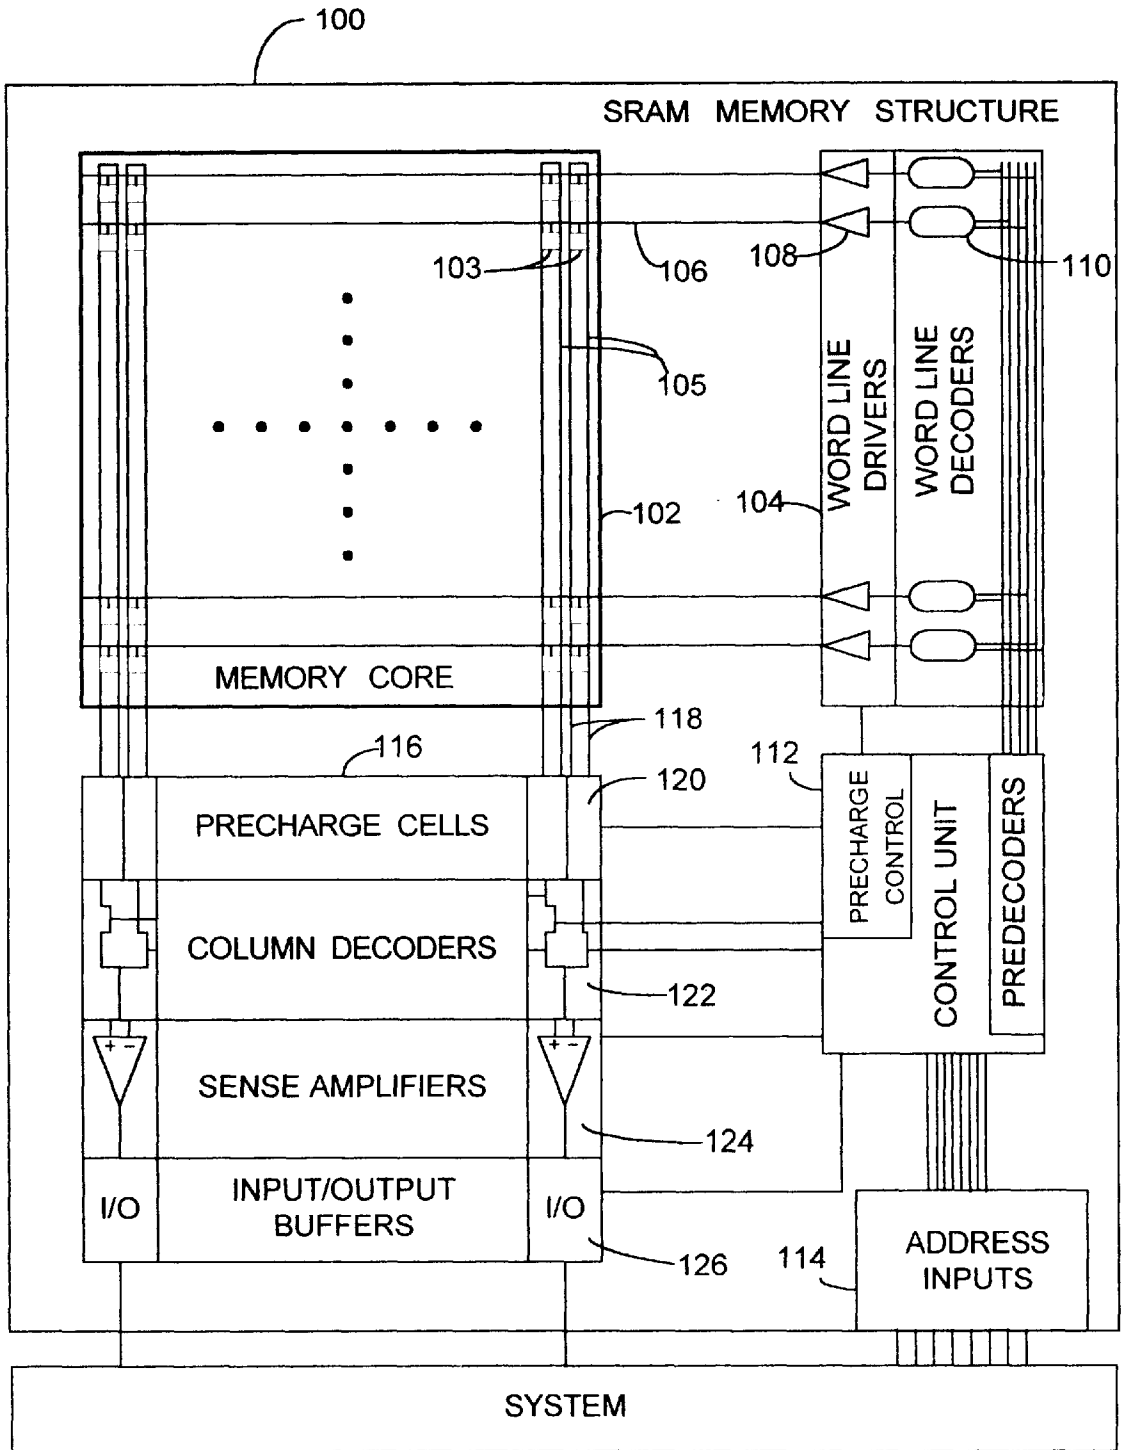 100
SRAM MEMORY STRUCTURE
103
106
108
110
105
WORD LINE
DRIVERS
WORD LINE
DECODERS
102
104
MEMORY CORE
118
116
120
112
PRECHARGE CELLS
PRECHARGE
CONTROL
CONTROL UNIT
PREDECODERS
COLUMN DECODERS
122
+ −
+ −
SENSE AMPLIFIERS
124
I/O
INPUT/OUTPUT
BUFFERS
I/O
126
114
ADDRESS
INPUTS
SYSTEM